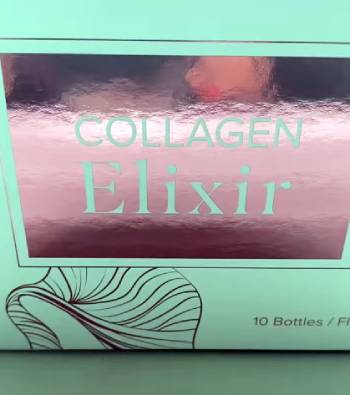 COLLAGEN
Elixir
10 Bottles /